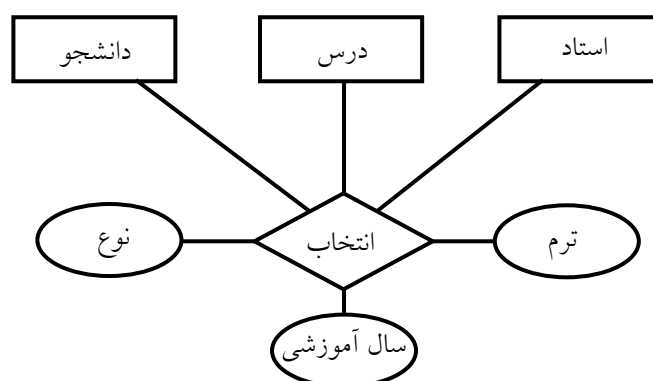 استاد
درس
دانشجو
ترم
انتخاب
نوع
سال آموزشی